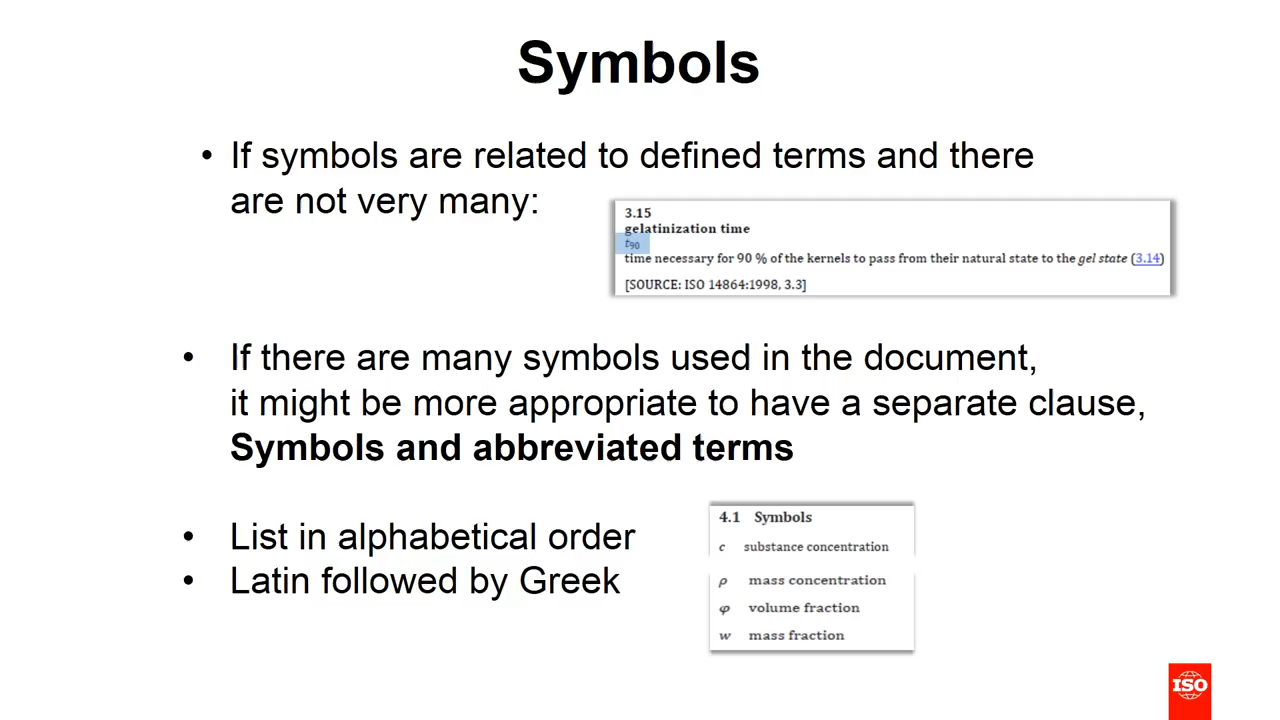 Symbols
• If symbols are related to defined terms and there
are not very many:
3.15
gelatinization time
t90
time necessary for 90 % of the kernels to pass from their natural state to the gel state (3.14)
[SOURCE: ISO 14864:1998, 3.3]
• If there are many symbols used in the document,
it might be more appropriate to have a separate clause,
Symbols and abbreviated terms
• List in alphabetical order
• Latin followed by Greek
4.1 Symbols
c substance concentration
ρ mass concentration
φ volume fraction
w mass fraction
ISO